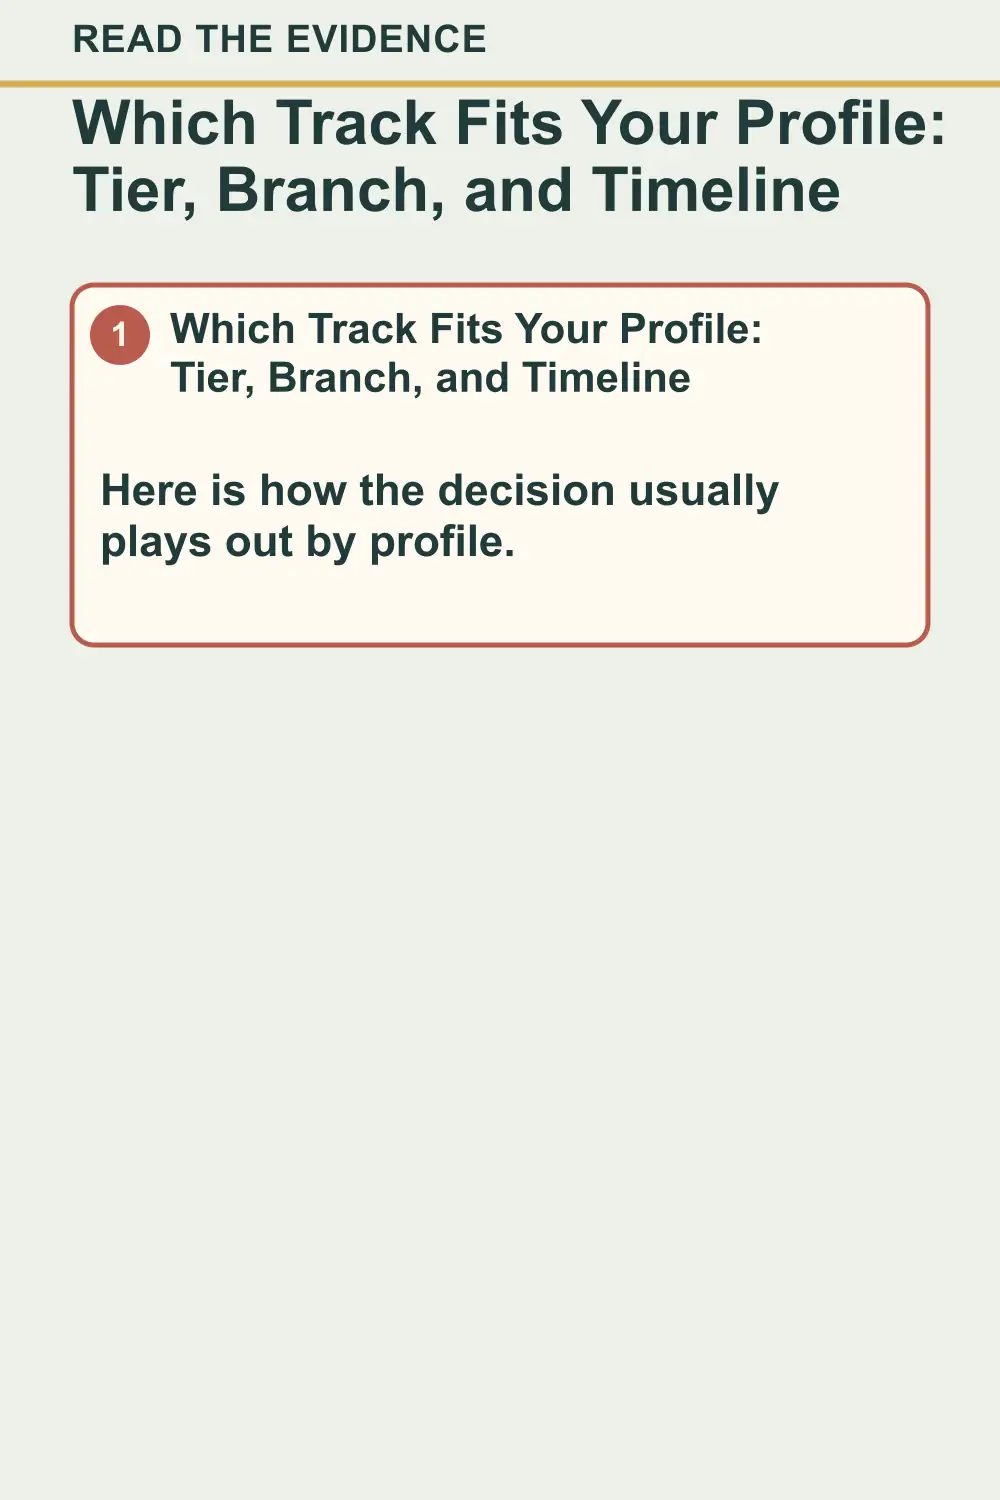 READ THE EVIDENCE
Which Track Fits Your Profile:
Tier, Branch, and Timeline
1
Which Track Fits Your Profile:
Tier, Branch, and Timeline
Here is how the decision usually
plays out by profile.